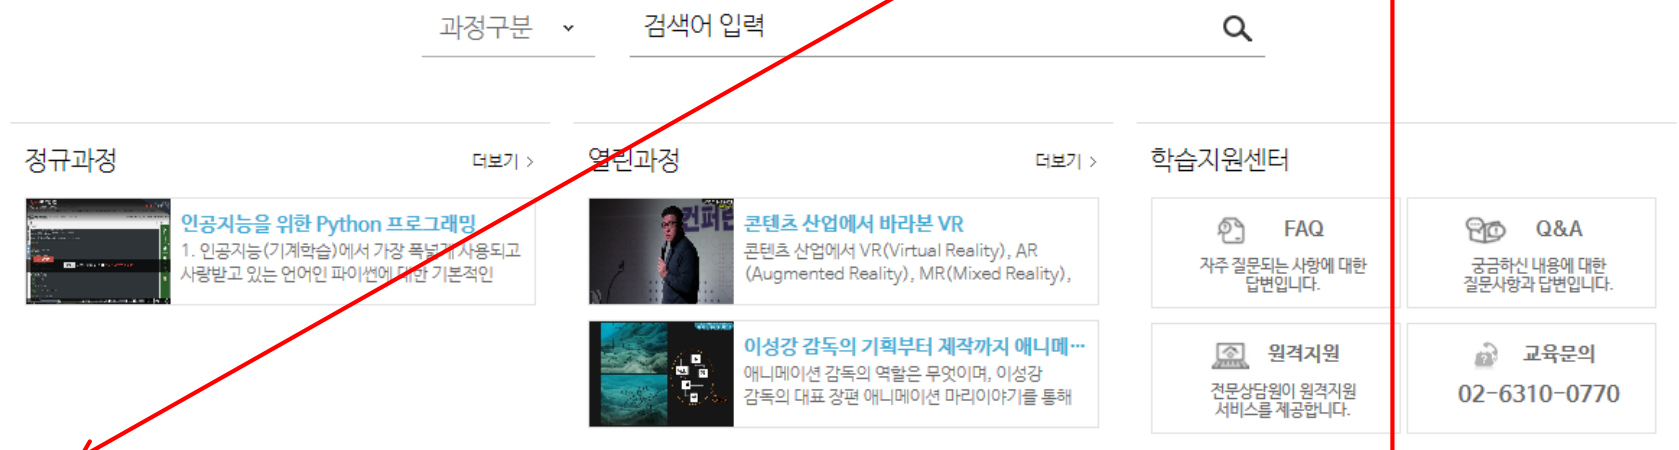 과정구분
검색어 입력
정규과정
더보기 >
인공지능을 위한 Python 프로그래밍
1. 인공지능(기계학습)에서 가장 폭넓게 사용되고
사랑받고 있는 언어인 파이썬에 대한 기본적인
열린과정
더보기 >
컨퍼런
콘텐츠 산업에서 바라본 VR
콘텐츠 산업에서 VR(Virtual Reality), AR
(Augmented Reality), MR(Mixed Reality),
이성강 감독의 기획부터 제작까지 애니메…
애니메이션 감독의 역할은 무엇이며, 이성강
감독의 대표 장편 애니메이션 마리이야기를 통해
학습지원센터
FAQ
자주 질문되는 사항에 대한
답변입니다.
Q&A
궁금하신 내용에 대한
질문사항과 답변입니다.
원격지원
전문상담원이 원격지원
서비스를 제공합니다.
교육문의
02-6310-0770